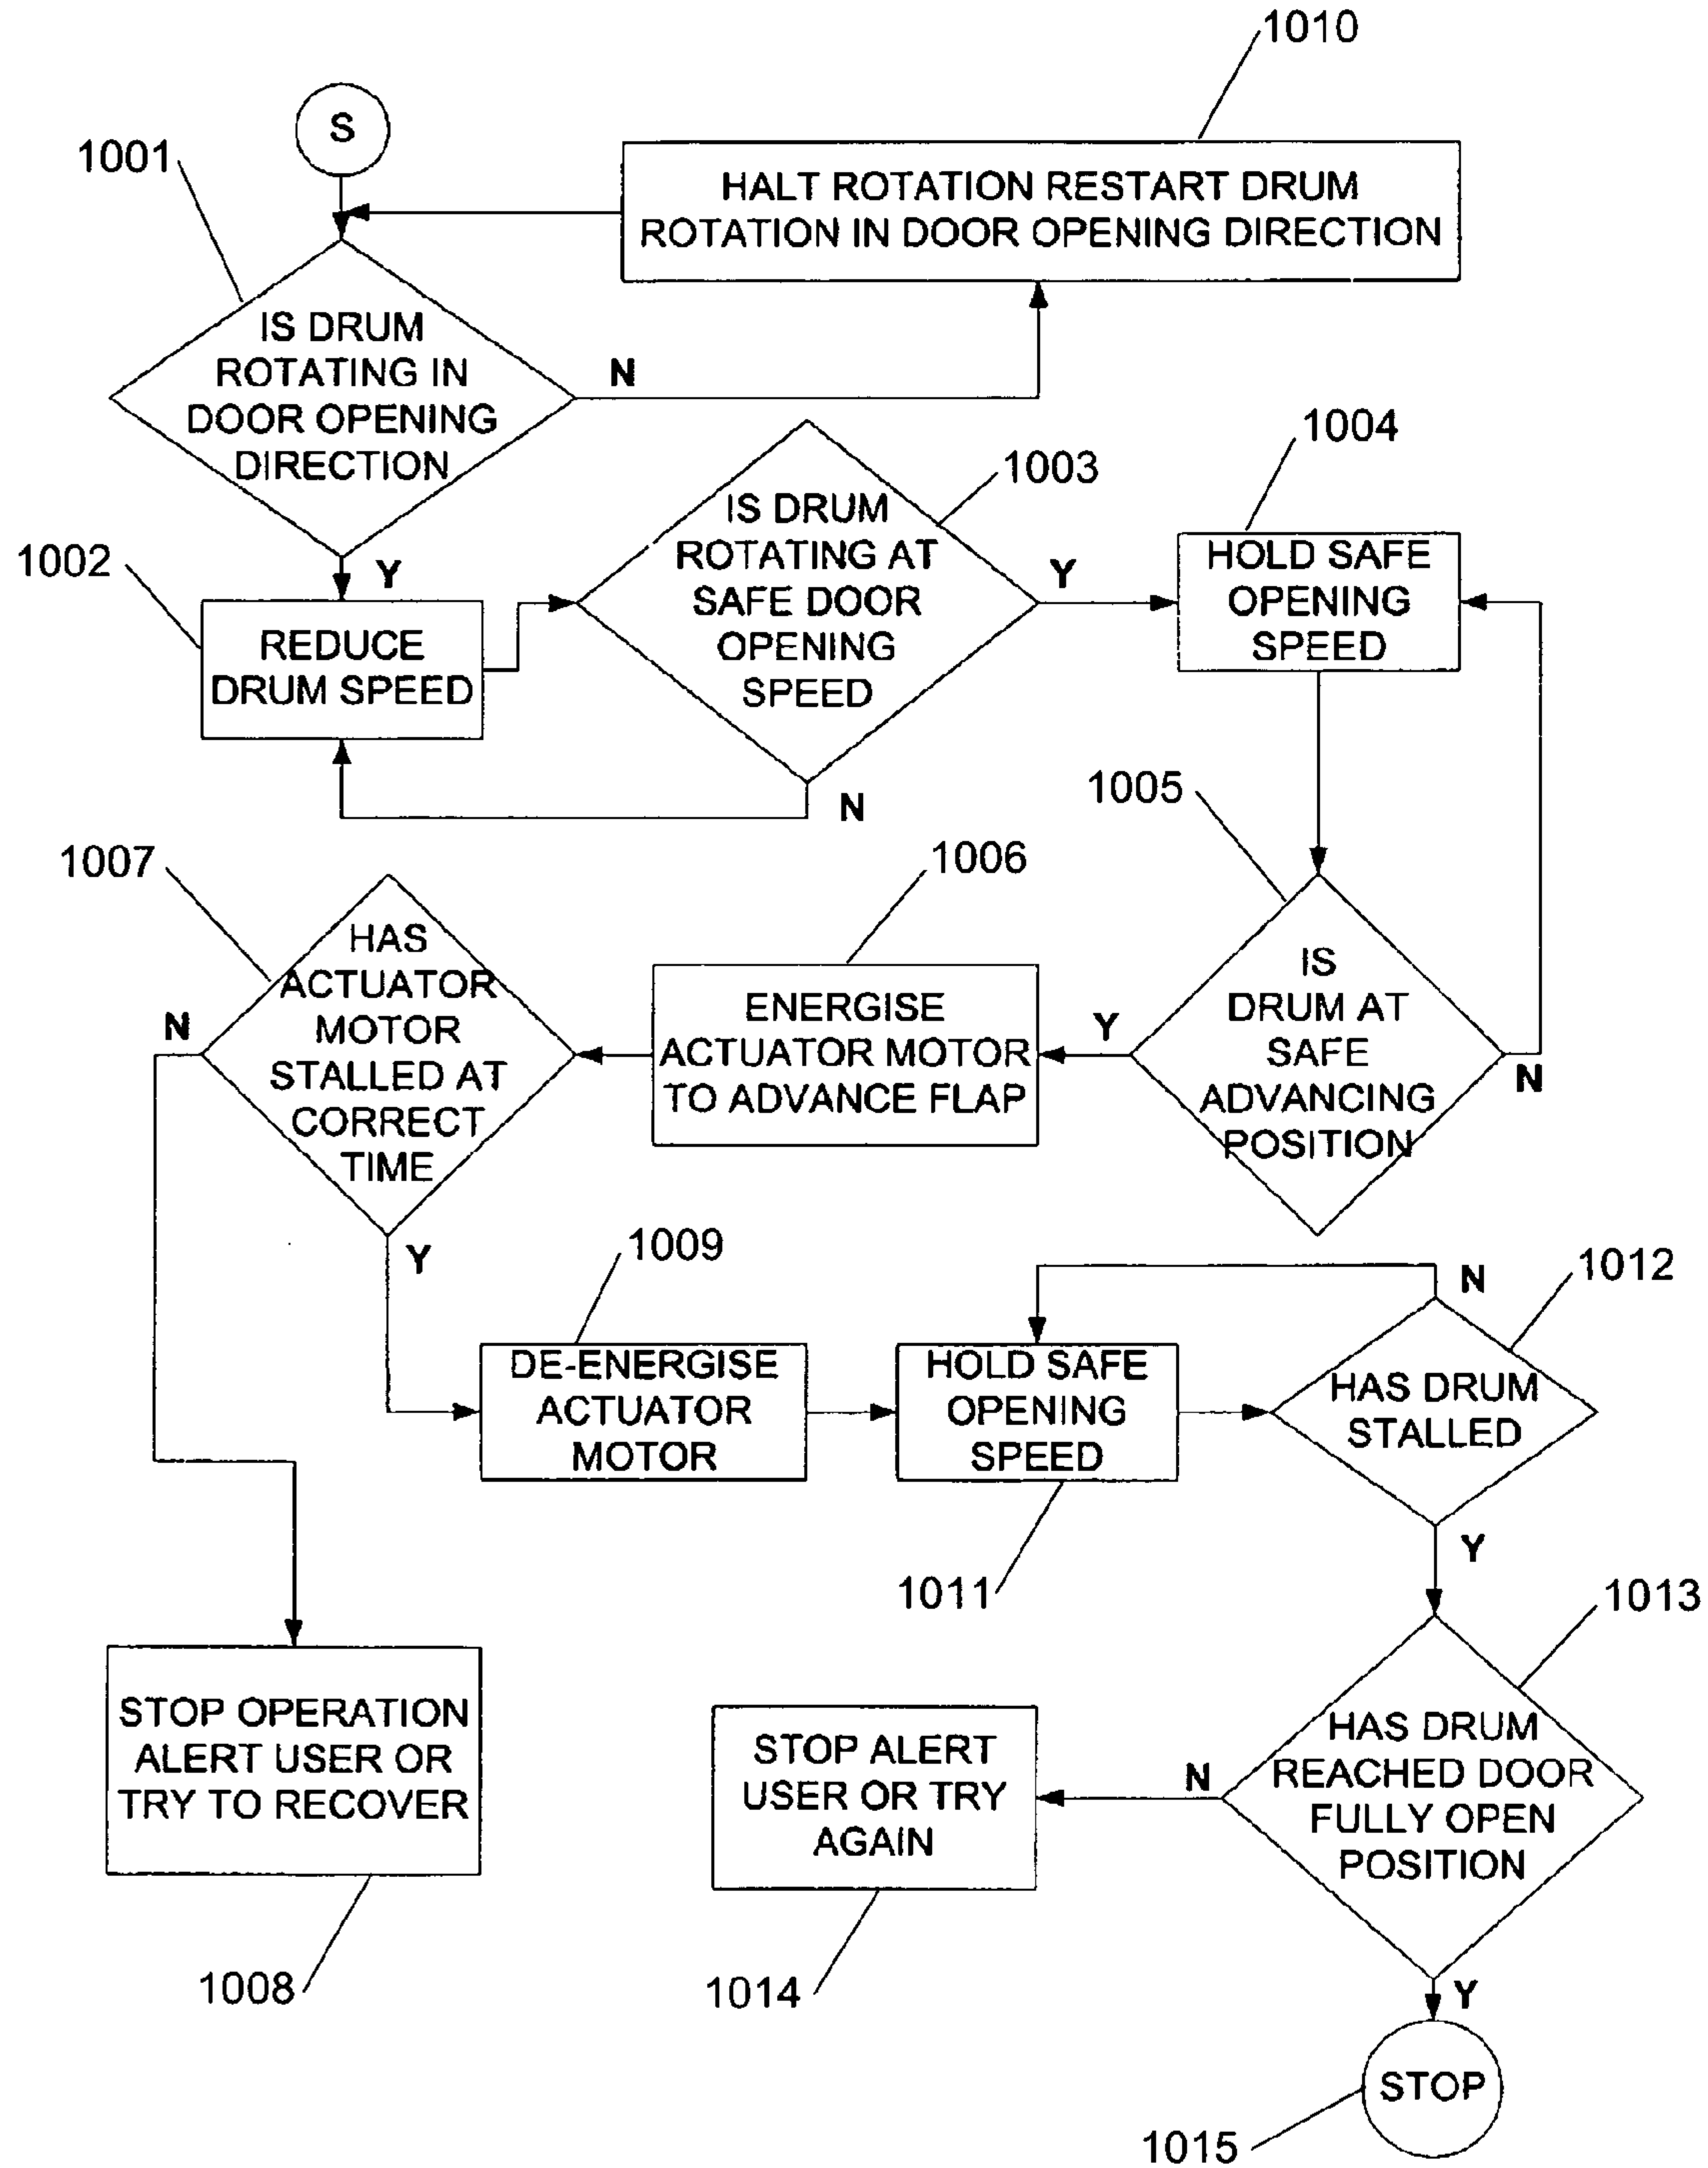 1010
S
1001
HALT ROTATION RESTART DRUM
ROTATION IN DOOR OPENING DIRECTION
IS DRUM
ROTATING IN
DOOR OPENING
DIRECTION
N
1004
1003
IS DRUM
ROTATING AT
SAFE DOOR
OPENING
SPEED
Y
HOLD SAFE
OPENING
SPEED
1002
Y
REDUCE
DRUM SPEED
N
1005
1007
1006
HAS
ACTUATOR
MOTOR
STALLED AT
CORRECT
TIME
N
ENERGISE
ACTUATOR MOTOR
TO ADVANCE FLAP
Y
IS
DRUM AT
SAFE
ADVANCING
POSITION
N
Y
1009
N
1012
DE-ENERGISE
ACTUATOR
MOTOR
HOLD SAFE
OPENING
SPEED
HAS DRUM
STALLED
Y
1011
1013
STOP OPERATION
ALERT USER OR
TRY TO RECOVER
STOP ALERT
USER OR TRY
AGAIN
N
HAS DRUM
REACHED DOOR
FULLY OPEN
POSITION
1008
1014
Y
STOP
1015